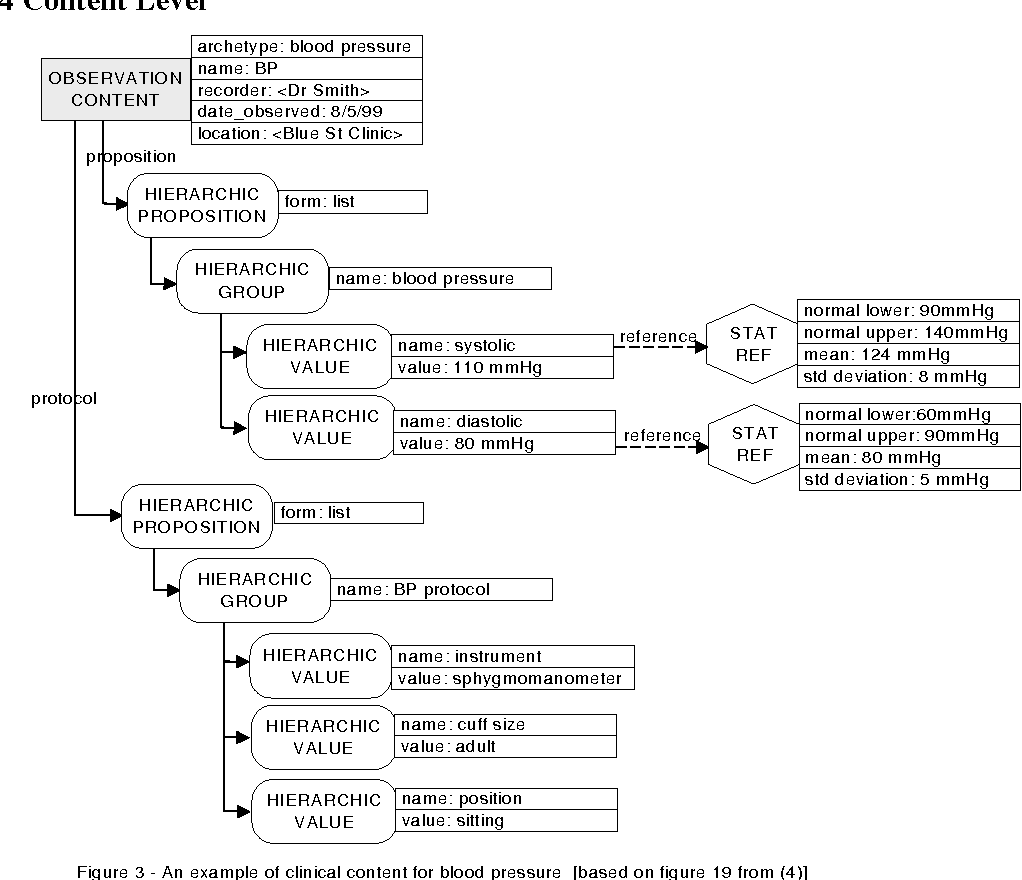 4 Content Level
OBSERVATION
CONTENT
archetype: blood pressure
name: BP
recorder: <Dr Smith>
date_observed: 8/5/99
location: <Blue St Clinic>
proposition
HIERARCHIC
PROPOSITION
form: list
HIERARCHIC
GROUP
name: blood pressure
HIERARCHIC
VALUE
name: systolic
value: 110 mmHg
reference
STAT
REF
normal lower: 90mmHg
normal upper: 140mmHg
mean: 124 mmHg
std deviation: 8 mmHg
protocol
HIERARCHIC
VALUE
name: diastolic
value: 80 mmHg
reference
STAT
REF
normal lower:60mmHg
normal upper: 90mmHg
mean: 80 mmHg
std deviation: 5 mmHg
HIERARCHIC
PROPOSITION
form: list
HIERARCHIC
GROUP
name: BP protocol
HIERARCHIC
VALUE
name: instrument
value: sphygmomanometer
HIERARCHIC
VALUE
name: cuff size
value: adult
HIERARCHIC
VALUE
name: position
value: sitting
Figure 3 - An example of clinical content for blood pressure [based on figure 19 from (4)]